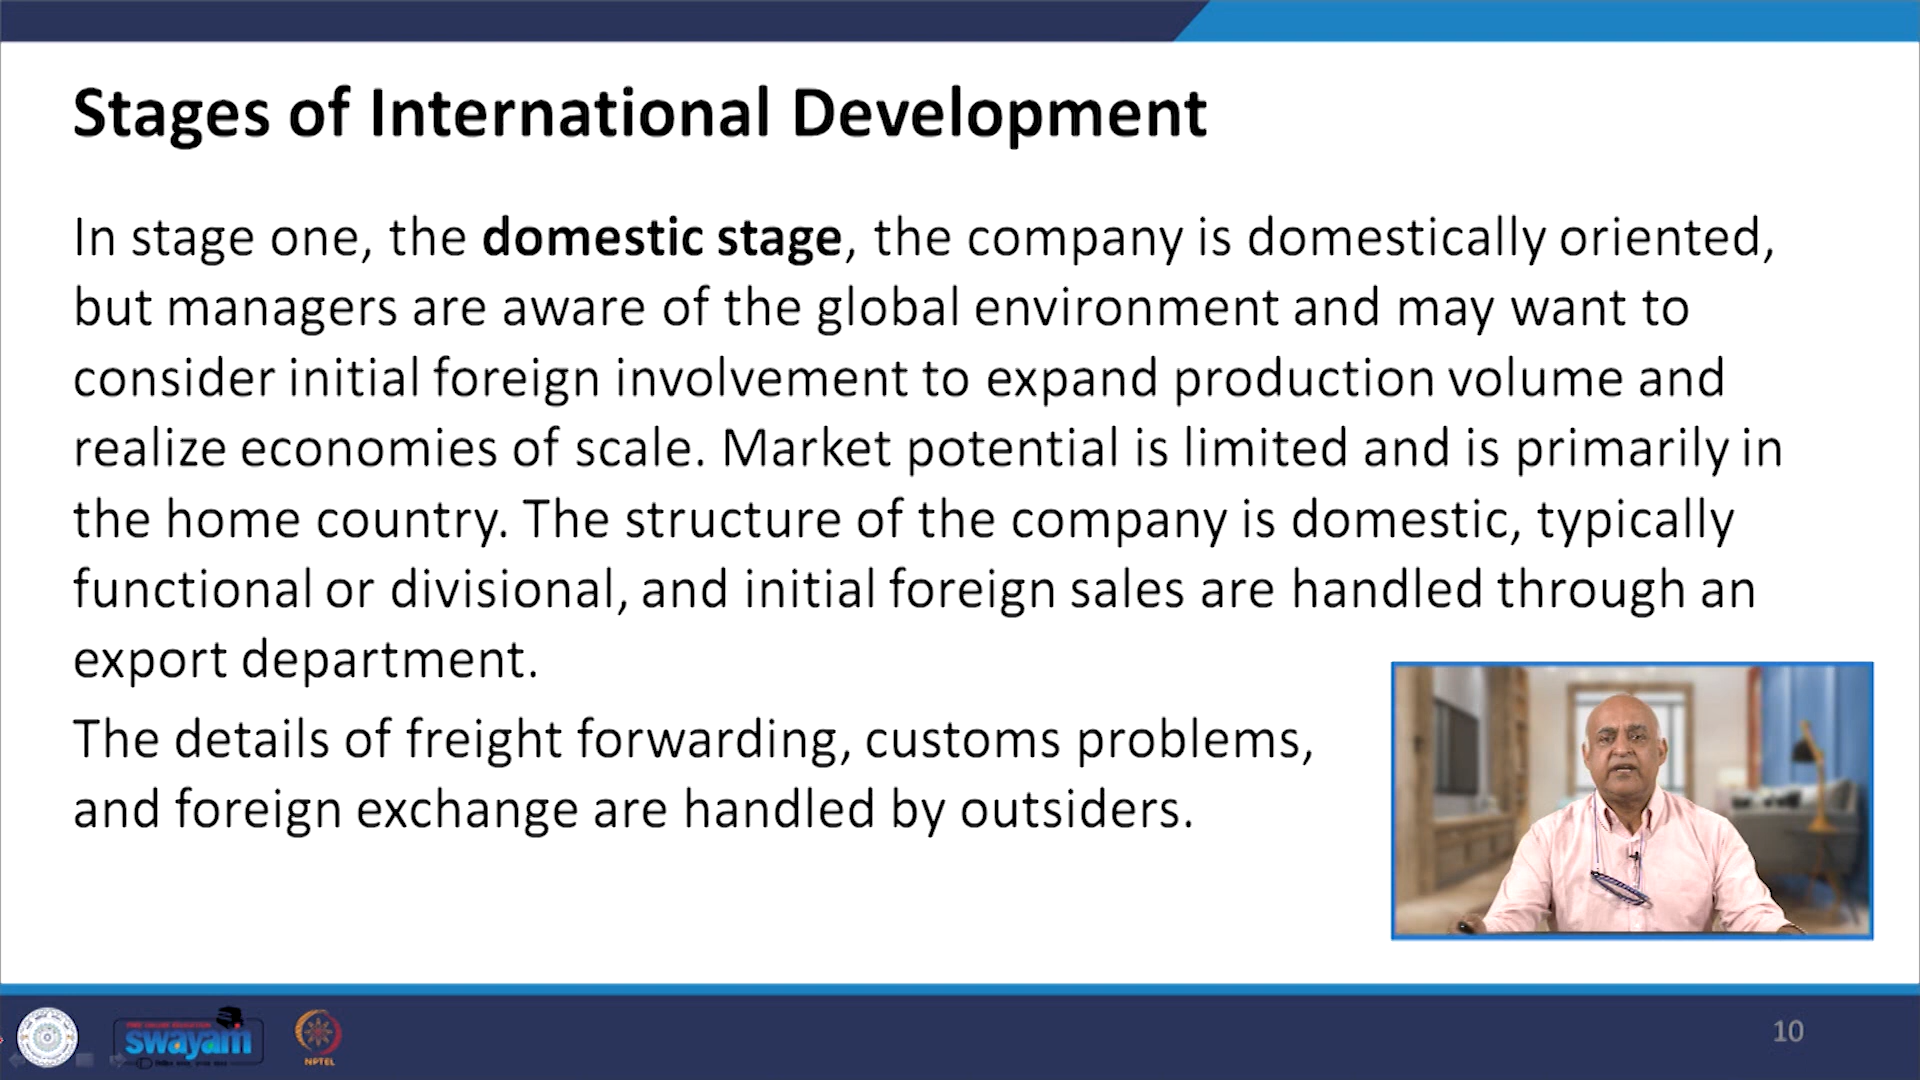 Stages of International Development
In stage one, the domestic stage, the company is domestically oriented,
but managers are aware of the global environment and may want to
consider initial foreign involvement to expand production volume and
realize economies of scale. Market potential is limited and is primarily in
the home country. The structure of the company is domestic, typically
functional or divisional, and initial foreign sales are handled through an
export department.
The details of freight forwarding, customs problems,
and foreign exchange are handled by outsiders.
swayam
NPTEL
10